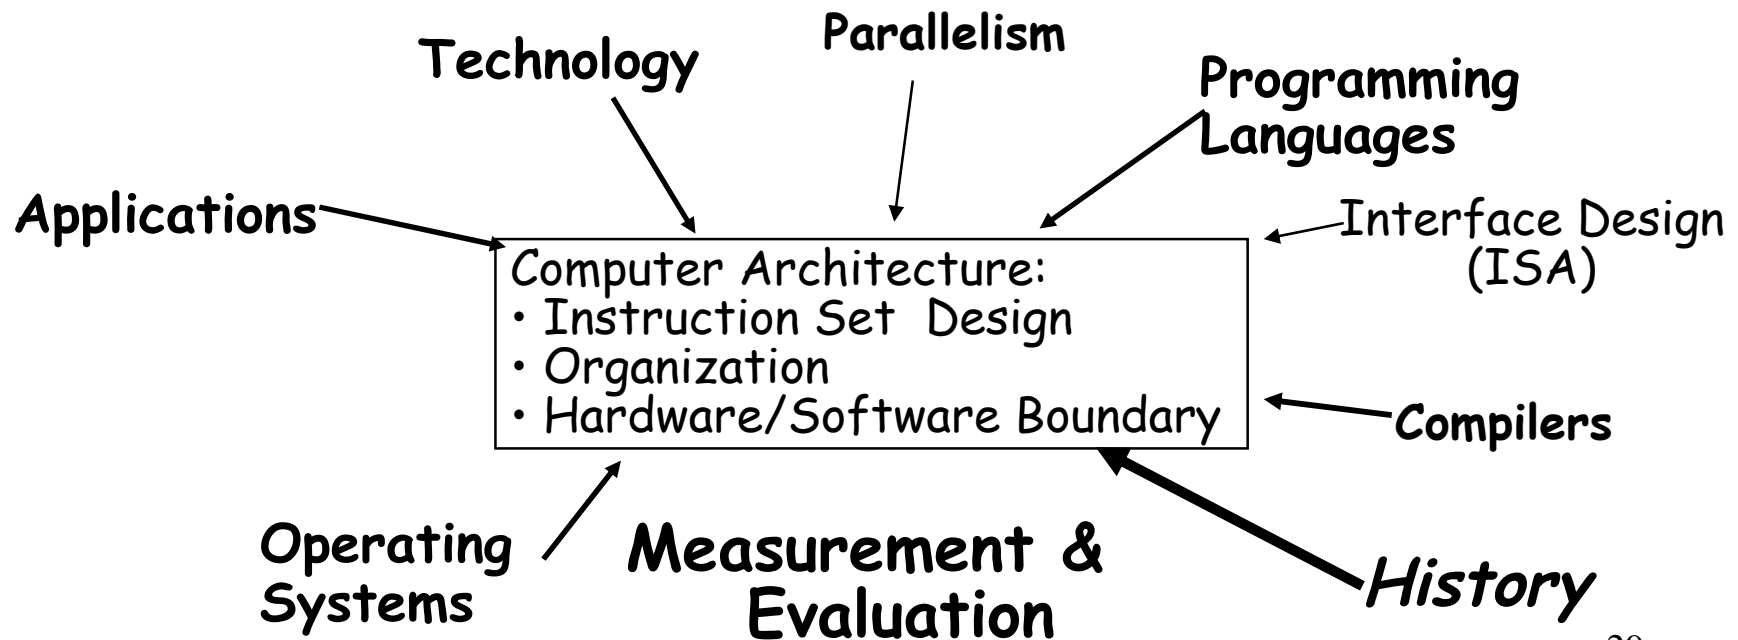 Parallelism
Technology
Programming
Languages
Applications
Interface Design
(ISA)
Computer Architecture:
• Instruction Set Design
• Organization
• Hardware/Software Boundary
Compilers
Operating
Systems
Measurement &
Evaluation
History